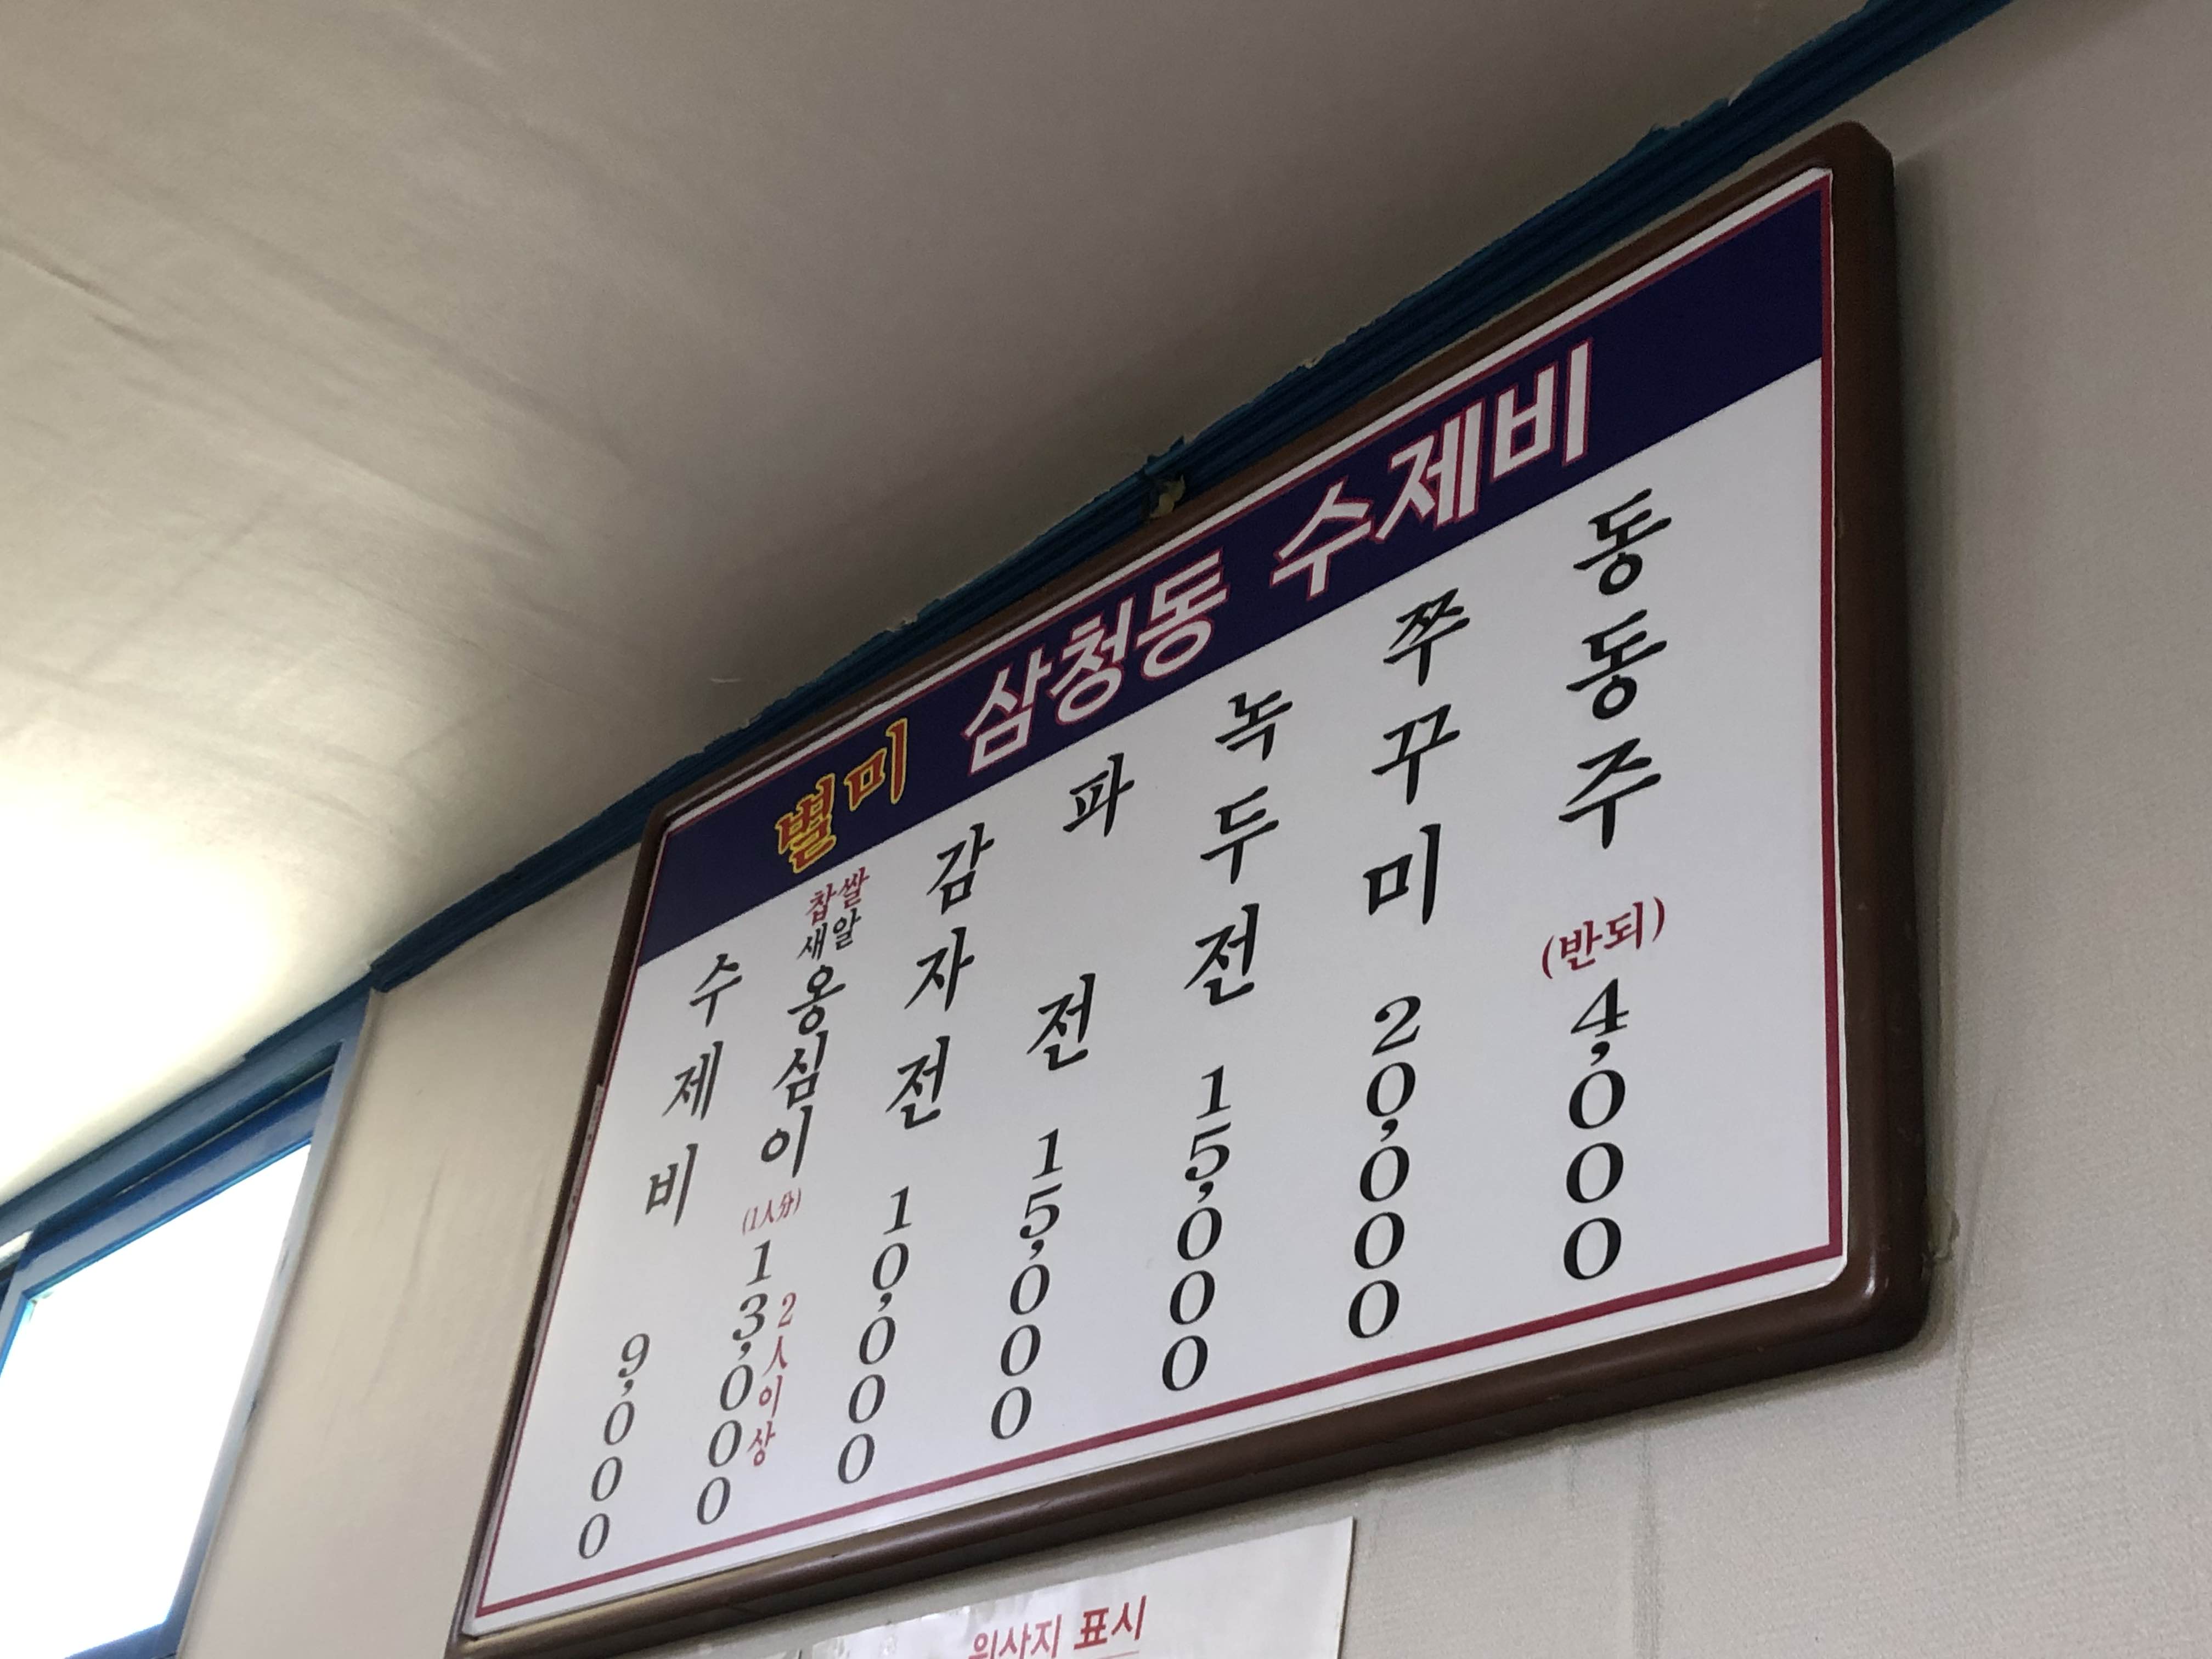 별미 삼청동 수제비
수제비 9,000
찹쌀 새알 옹심이 (1人分) 13,000 2人이상
감자전 10,000
파전 15,000
녹두전 15,000
쭈꾸미 20,000
동동주 (반되) 4,000
원산지 표시